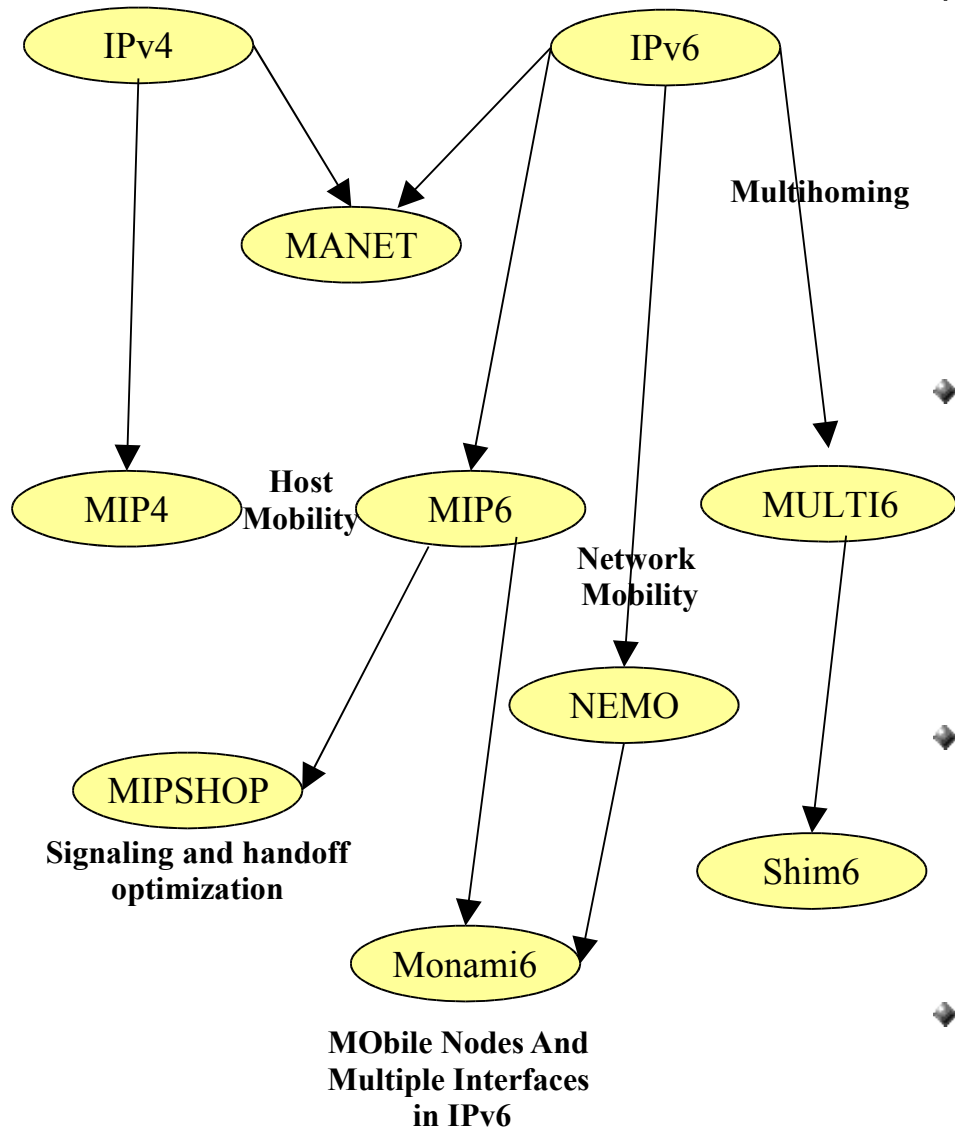 IPv4
IPv6
Multihoming
MANET
Host
Mobility
MIP4
MIP6
MULTI6
Network
Mobility
NEMO
MIPSHOP
Signaling and handoff
optimization
Shim6
Monami6
MObile Nodes And
Multiple Interfaces
in IPv6